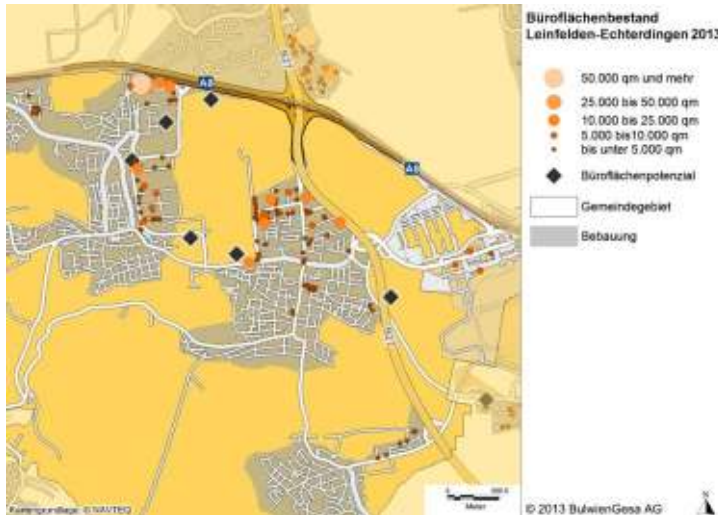 Büroflächenbestand
Leinfelden-Echterdingen 2013
50.000 qm und mehr
25.000 bis 50.000 qm
10.000 bis 25.000 qm
5.000 bis10.000 qm
bis unter 5.000 qm
Büroflächenpotenzial
Gemeindegebiet
Bebauung
A8
A8
Kartengrundlage: © NAVTEQ
0
Meter
N
© 2013 BulwienGesa AG